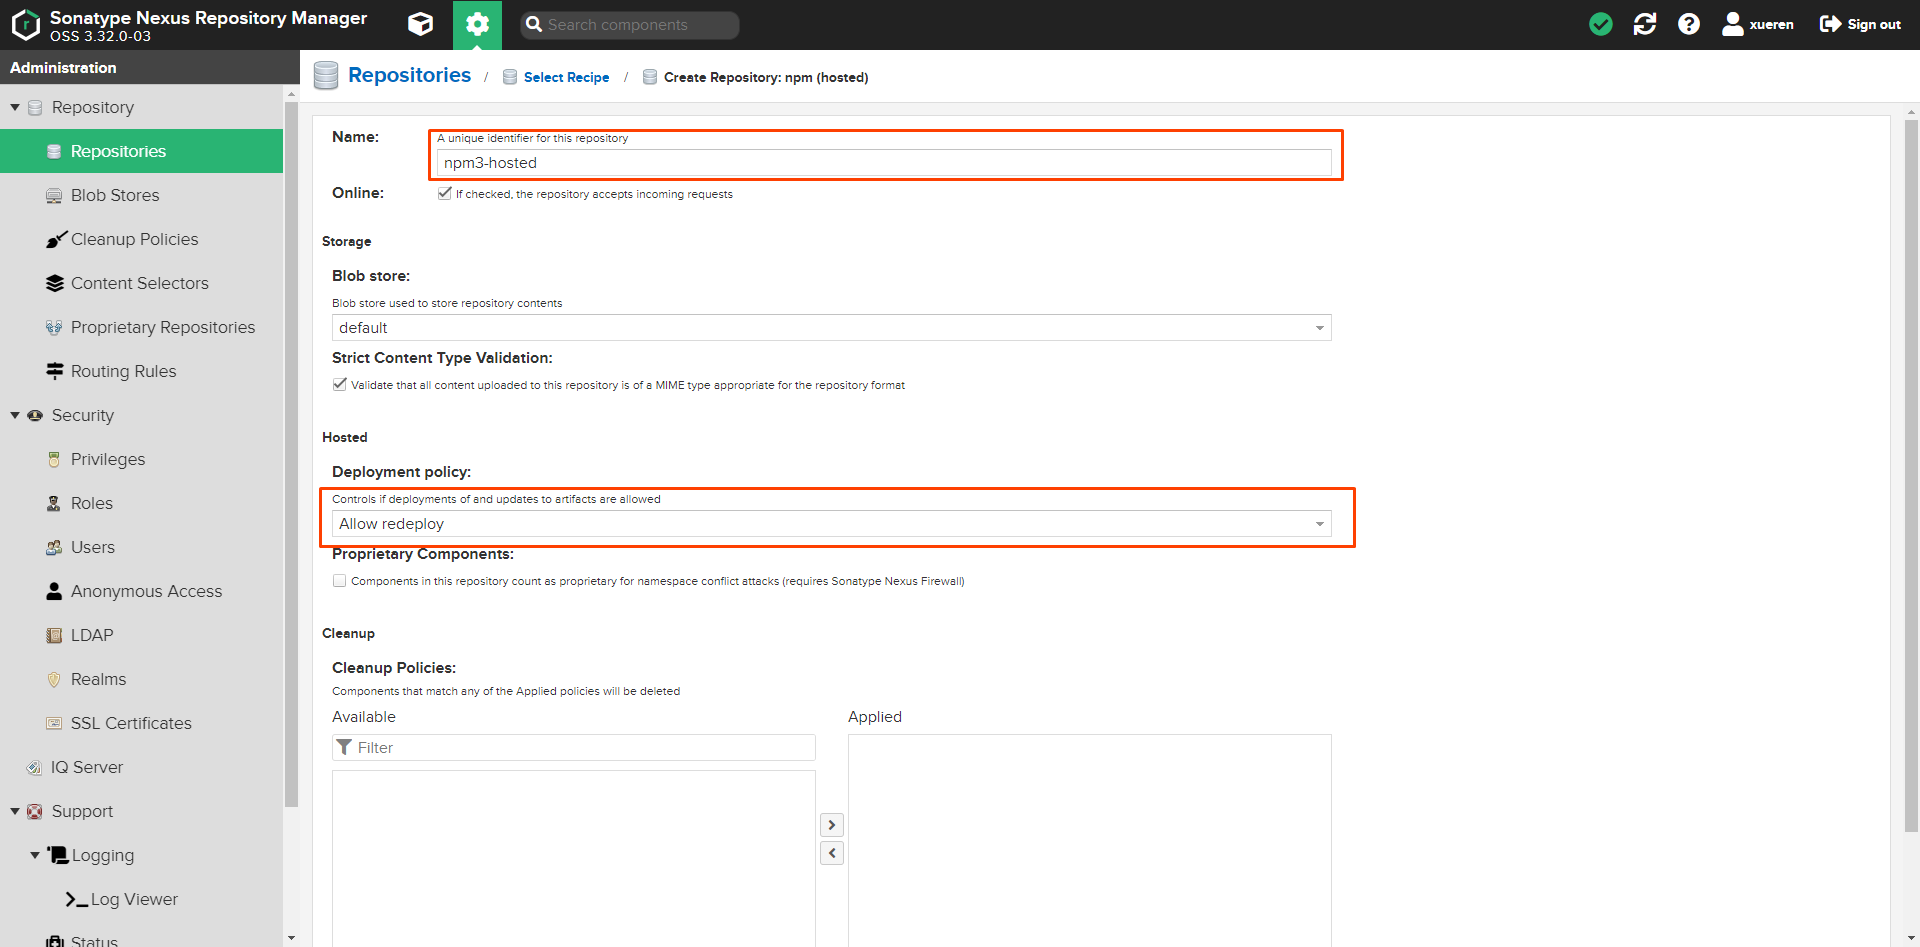 Sonatype Nexus Repository Manager
OSS 3.32.0-03
Search components
xueren
Sign out
Administration
Repository
Repositories
Blob Stores
Cleanup Policies
Content Selectors
Proprietary Repositories
Routing Rules
Security
Privileges
Roles
Users
Anonymous Access
LDAP
Realms
SSL Certificates
IQ Server
Support
Logging
Log Viewer
Status
Repositories / Select Recipe / Create Repository: npm (hosted)
Name:
A unique identifier for this repository
npm3-hosted
Online:
If checked, the repository accepts incoming requests
Storage
Blob store:
Blob store used to store repository contents
default
Strict Content Type Validation:
Validate that all content uploaded to this repository is of a MIME type appropriate for the repository format
Hosted
Deployment policy:
Controls if deployments of and updates to artifacts are allowed
Allow redeploy
Proprietary Components:
Components in this repository count as proprietary for namespace conflict attacks (requires Sonatype Nexus Firewall)
Cleanup
Cleanup Policies:
Components that match any of the Applied policies will be deleted
Available
Filter
Applied